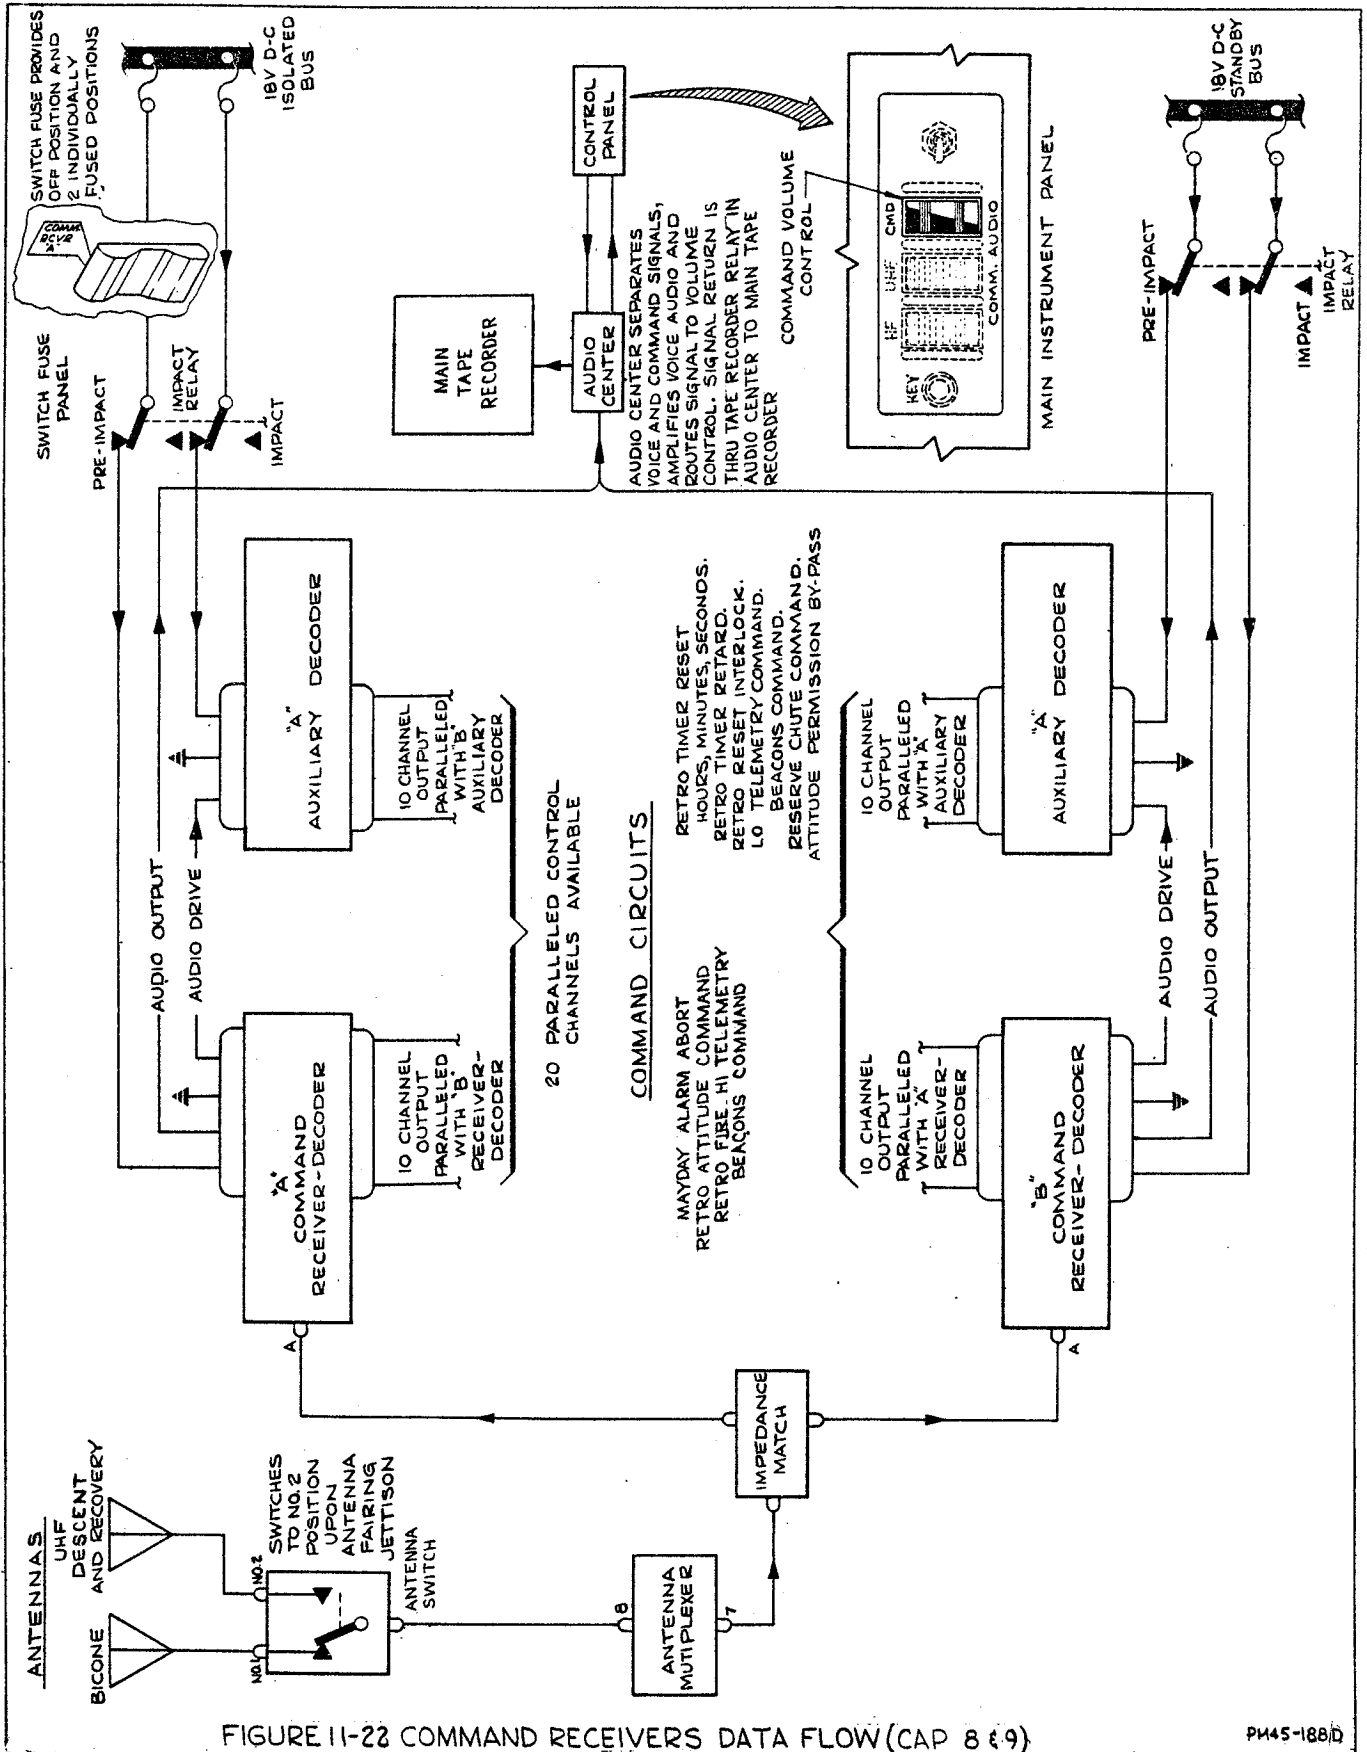 ANTENNAS
BICONE
UHF
DESCENT
AND RECOVERY
NO.1
NO.2
SWITCHES
TO NO.2
POSITION
UPON
ANTENNA
FAIRING
JETTISON
ANTENNA
SWITCH
8
ANTENNA
MUTIPLEXER
7
IMPEDANCE
MATCH
A
A
"A"
COMMAND
RECEIVER-DECODER
10 CHANNEL
OUTPUT
PARALLELED
WITH "B"
RECEIVER-
DECODER
AUDIO OUTPUT
AUDIO DRIVE
"A"
AUXILIARY DECODER
10 CHANNEL
OUTPUT
PARALLELED
WITH "B"
AUXILIARY
DECODER
20 PARALLELED CONTROL
CHANNELS AVAILABLE
COMMAND CIRCUITS
MAYDAY ALARM ABORT
RETRO ATTITUDE COMMAND
RETRO FIRE HI TELEMETRY
BEACONS COMMAND
RETRO TIMER RESET
HOURS, MINUTES, SECONDS.
RETRO TIMER RETARD.
RETRO RESET INTERLOCK.
LO TELEMETRY COMMAND.
BEACONS COMMAND.
RESERVE CHUTE COMMAND.
ATTITUDE PERMISSION BY-PASS
10 CHANNEL
OUTPUT
PARALLELED
WITH "A"
RECEIVER-
DECODER
"B"
COMMAND
RECEIVER-DECODER
10 CHANNEL
OUTPUT
PARALLELED
WITH "A"
AUXILIARY
DECODER
"A"
AUXILIARY DECODER
AUDIO DRIVE
AUDIO OUTPUT
SWITCH FUSE
PANEL
PRE-IMPACT
IMPACT
RELAY
IMPACT
SWITCH FUSE PROVIDES
OFF POSITION AND
2 INDIVIDUALLY
FUSED POSITIONS
COMM.
RCVR
A
18V D-C
ISOLATED
BUS
MAIN
TAPE
RECORDER
AUDIO
CENTER
CONTROL
PANEL
AUDIO CENTER SEPARATES
VOICE AND COMMAND SIGNALS,
AMPLIFIES VOICE AUDIO AND
ROUTES SIGNAL TO VOLUME
CONTROL. SIGNAL RETURN IS
THRU TAPE RECORDER RELAY IN
AUDIO CENTER TO MAIN TAPE
RECORDER
COMMAND VOLUME
CONTROL
KEY
HF
UHF
CMD
COMM. AUDIO
MAIN INSTRUMENT PANEL
PRE-IMPACT
IMPACT
IMPACT
RELAY
18V D-C
STANDBY
BUS
FIGURE 11-22 COMMAND RECEIVERS DATA FLOW (CAP 8 & 9)
PM45-188D